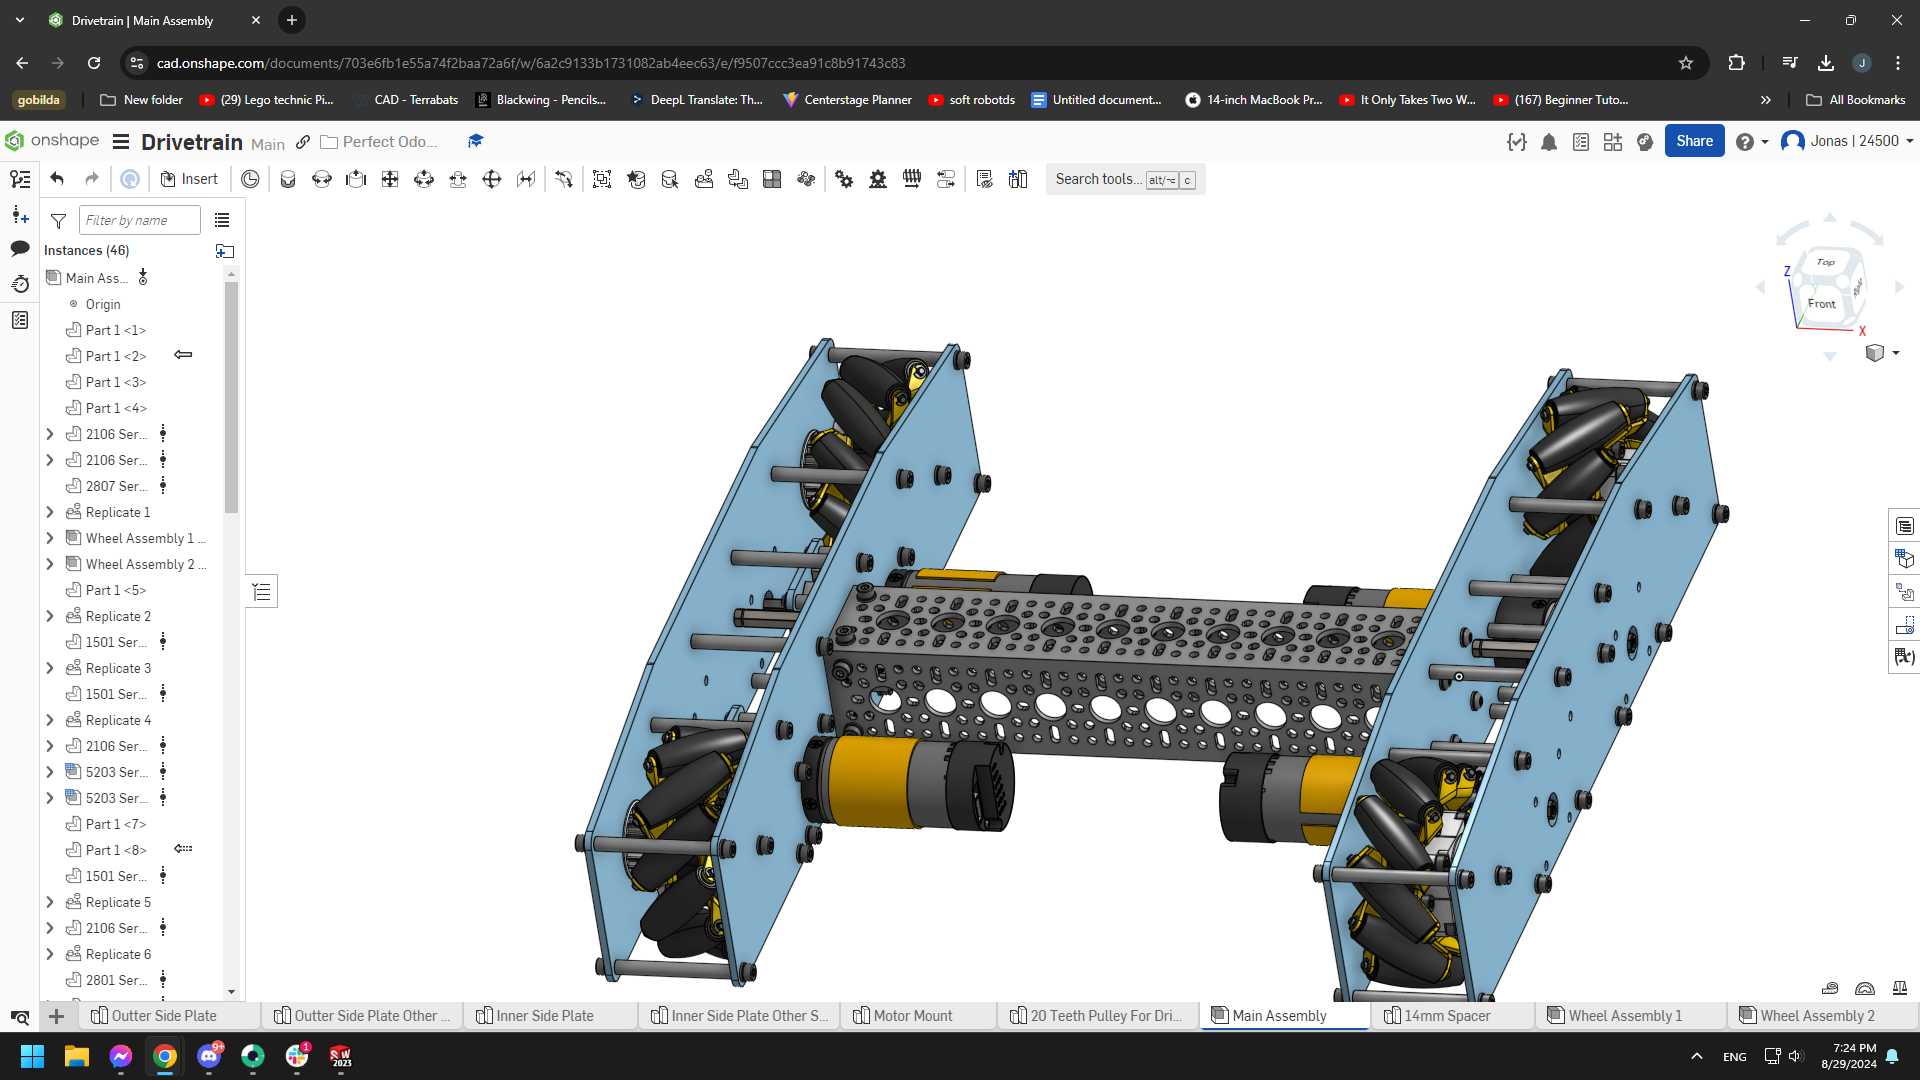 Drivetrain | Main Assembly
cad.onshape.com/documents/703e6fb1e55a74f2baa72a6f/w/6a2c9133b1731082ab4eec63/e/f9507ccc3ea91c8b91743c83
J
gobilda
New folder
(29) Lego technic Pi...
CAD - Terrabats
Blackwing - Pencils...
DeepL Translate: Th...
Centerstage Planner
soft robotds
Untitled document...
14-inch MacBook Pr...
It Only Takes Two W...
(167) Beginner Tuto...
All Bookmarks
onshape
Drivetrain
Main
Perfect Odo...
Share
Jonas | 24500
Insert
Search tools...
alt/⌥
c
Filter by name
Instances (46)
Main Ass...
Origin
Part 1 <1>
Part 1 <2>
Part 1 <3>
Part 1 <4>
2106 Ser...
2106 Ser...
2807 Ser...
Replicate 1
Wheel Assembly 1 ...
Wheel Assembly 2 ...
Part 1 <5>
Replicate 2
1501 Ser...
Replicate 3
1501 Ser...
Replicate 4
2106 Ser...
5203 Ser...
5203 Ser...
Part 1 <7>
Part 1 <8>
1501 Ser...
Replicate 5
2106 Ser...
Replicate 6
2801 Ser...
Top
Front
Z
Y
X
Outter Side Plate
Outter Side Plate Other ...
Inner Side Plate
Inner Side Plate Other S...
Motor Mount
20 Teeth Pulley For Dri...
Main Assembly
14mm Spacer
Wheel Assembly 1
Wheel Assembly 2
9+
1
SW
2023
ENG
7:24 PM
8/29/2024